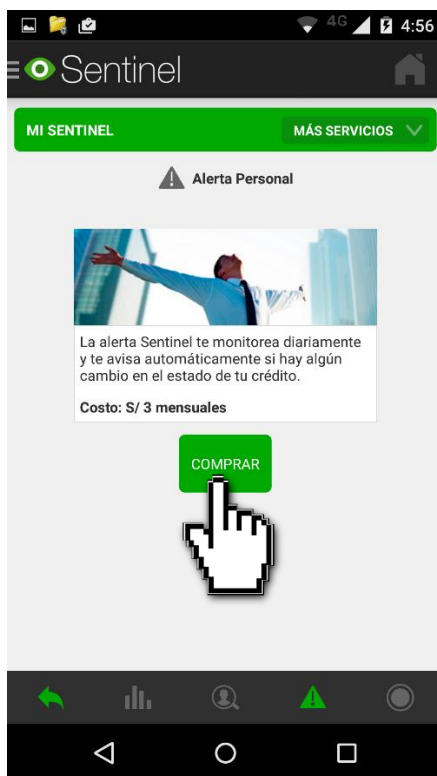 4G 4:56
Sentinel
MI SENTINEL MÁS SERVICIOS
Alerta Personal
La alerta Sentinel te monitorea diariamente
y te avisa automáticamente si hay algún
cambio en el estado de tu crédito.
Costo: S/ 3 mensuales
COMPRAR